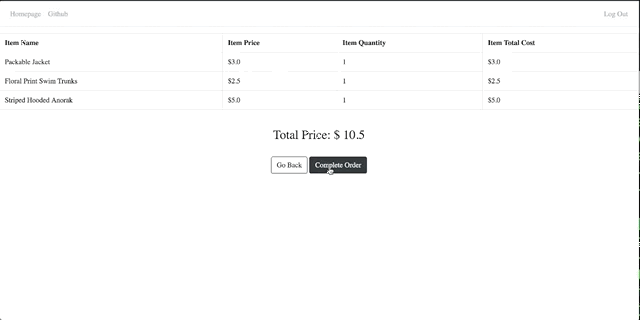 Homepage Github Log Out
Item Name Item Price Item Quantity Item Total Cost
Packable Jacket $3.0 1 $3.0
Floral Print Swim Trunks $2.5 1 $2.5
Striped Hooded Anorak $5.0 1 $5.0
Total Price: $ 10.5
Go Back Complete Order